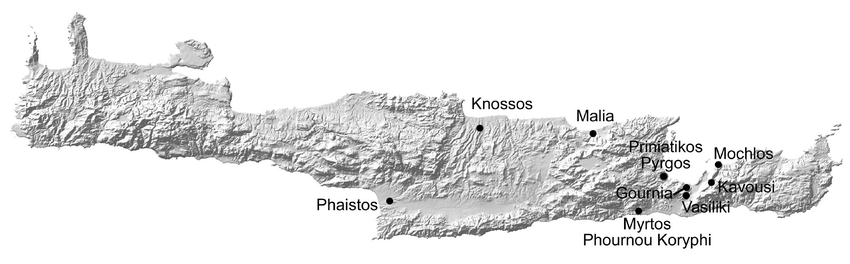 Knossos
Malia
Priniatikos
Pyrgos
Mochlos
Gournia
Kavousi
Vasiliki
Phaistos
Myrtos
Phournou Koryphi